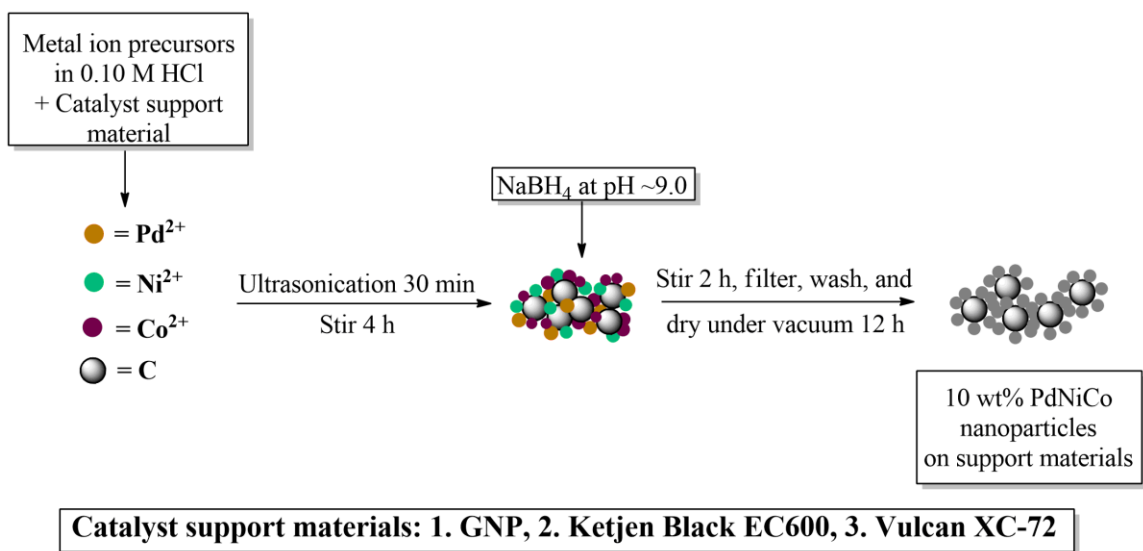 Metal ion precursors
in 0.10 M HCl
+ Catalyst support
material
NaBH₄ at pH ~9.0
= Pd²⁺
= Ni²⁺
= Co²⁺
= C
Ultrasonication 30 min
Stir 4 h
Stir 2 h, filter, wash, and
dry under vacuum 12 h
10 wt% PdNiCo
nanoparticles
on support materials
Catalyst support materials: 1. GNP, 2. Ketjen Black EC600, 3. Vulcan XC-72